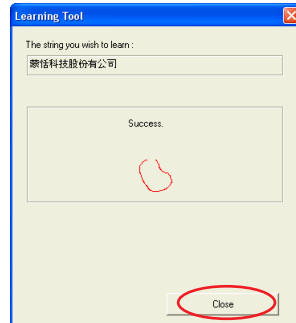 Learning Tool
The string you wish to learn :
蒙恬科技股份有公司
Success.
Close